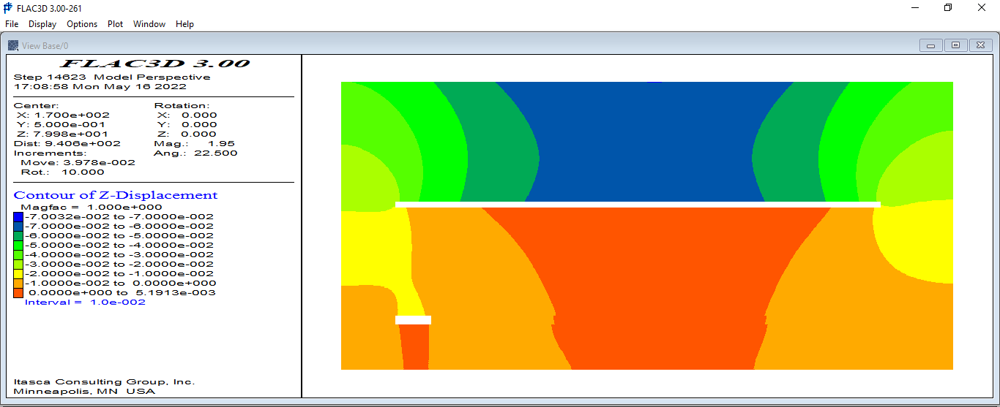 FLAC3D 3.00-261
File Display Options Plot Window Help
View Base/0
FLAC3D 3.00
Step 14623 Model Perspective
17:08:58 Mon May 16 2022
Center: Rotation:
X: 1.700e+002 X: 0.000
Y: 5.000e-001 Y: 0.000
Z: 7.998e+001 Z: 0.000
Dist: 9.406e+002 Mag.: 1.95
Increments: Ang.: 22.500
Move: 3.978e-002
Rot.: 10.000
Contour of Z-Displacement
Magfac = 1.000e+000
-7.0032e-002 to -7.0000e-002
-7.0000e-002 to -6.0000e-002
-6.0000e-002 to -5.0000e-002
-5.0000e-002 to -4.0000e-002
-4.0000e-002 to -3.0000e-002
-3.0000e-002 to -2.0000e-002
-2.0000e-002 to -1.0000e-002
-1.0000e-002 to 0.0000e+000
0.0000e+000 to 5.1913e-003
Interval = 1.0e-002
Itasca Consulting Group, Inc.
Minneapolis, MN USA